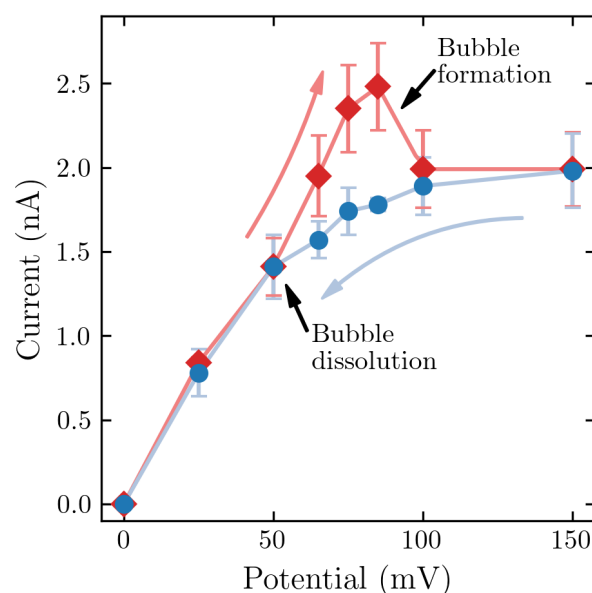 Bubble
formation
2.5
2.0
1.5
1.0
0.5
0.0
Current (nA)
Bubble
dissolution
0
50
100
150
Potential (mV)